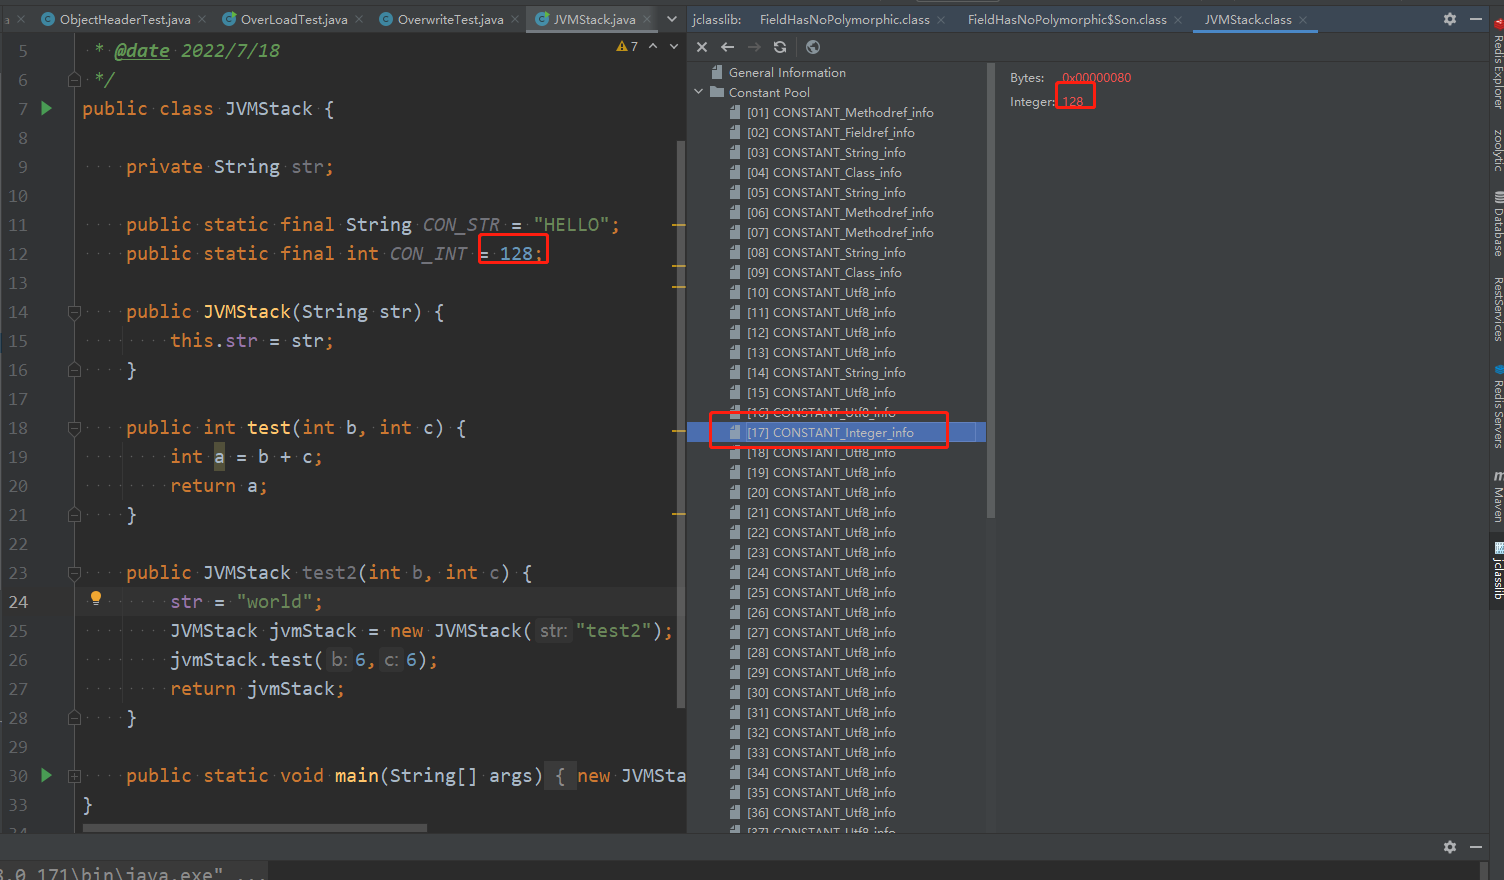 a
ObjectHeaderTest.java
OverLoadTest.java
OverwriteTest.java
JVMStack.java
jclasslib:
FieldHasNoPolymorphic.class
FieldHasNoPolymorphic$Son.class
JVMStack.class
5 * @date 2022/7/18
7
6 */
7 public class JVMStack {
8
9 private String str;
10
11 public static final String CON_STR = "HELLO";
12 public static final int CON_INT = 128;
13
14 public JVMStack(String str) {
15 this.str = str;
16 }
17
18 public int test(int b, int c) {
19 int a = b + c;
20 return a;
21 }
22
23 public JVMStack test2(int b, int c) {
24 str = "world";
25 JVMStack jvmStack = new JVMStack( str: "test2");
26 jvmStack.test( b: 6, c: 6);
27 return jvmStack;
28 }
29
30 public static void main(String[] args) { new JVMSta
33 }
34
General Information
Constant Pool
[01] CONSTANT_Methodref_info
[02] CONSTANT_Fieldref_info
[03] CONSTANT_String_info
[04] CONSTANT_Class_info
[05] CONSTANT_String_info
[06] CONSTANT_Methodref_info
[07] CONSTANT_Methodref_info
[08] CONSTANT_String_info
[09] CONSTANT_Class_info
[10] CONSTANT_Utf8_info
[11] CONSTANT_Utf8_info
[12] CONSTANT_Utf8_info
[13] CONSTANT_Utf8_info
[14] CONSTANT_String_info
[15] CONSTANT_Utf8_info
[16] CONSTANT_Utf8_info
[17] CONSTANT_Integer_info
[18] CONSTANT_Utf8_info
[19] CONSTANT_Utf8_info
[20] CONSTANT_Utf8_info
[21] CONSTANT_Utf8_info
[22] CONSTANT_Utf8_info
[23] CONSTANT_Utf8_info
[24] CONSTANT_Utf8_info
[25] CONSTANT_Utf8_info
[26] CONSTANT_Utf8_info
[27] CONSTANT_Utf8_info
[28] CONSTANT_Utf8_info
[29] CONSTANT_Utf8_info
[30] CONSTANT_Utf8_info
[31] CONSTANT_Utf8_info
[32] CONSTANT_Utf8_info
[33] CONSTANT_Utf8_info
[34] CONSTANT_Utf8_info
[35] CONSTANT_Utf8_info
[36] CONSTANT_Utf8_info
[37] CONSTANT_Utf8_info
Bytes: 0x00000080
Integer: 128
Redis Explorer
zoolytic
Database
RestServices
Redis Servers
Maven
jclasslib
8.0_171\bin\java.exe" ...